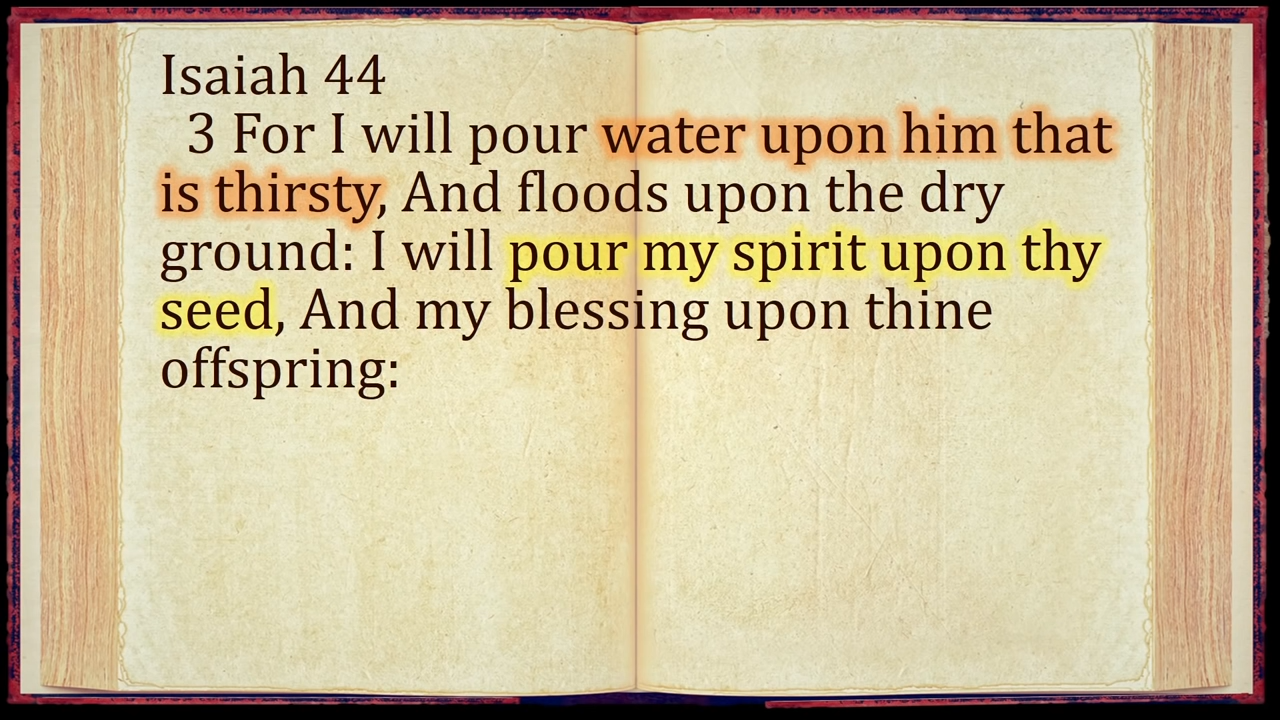 Isaiah 44
3 For I will pour water upon him that
is thirsty, And floods upon the dry
ground: I will pour my spirit upon thy
seed, And my blessing upon thine
offspring: